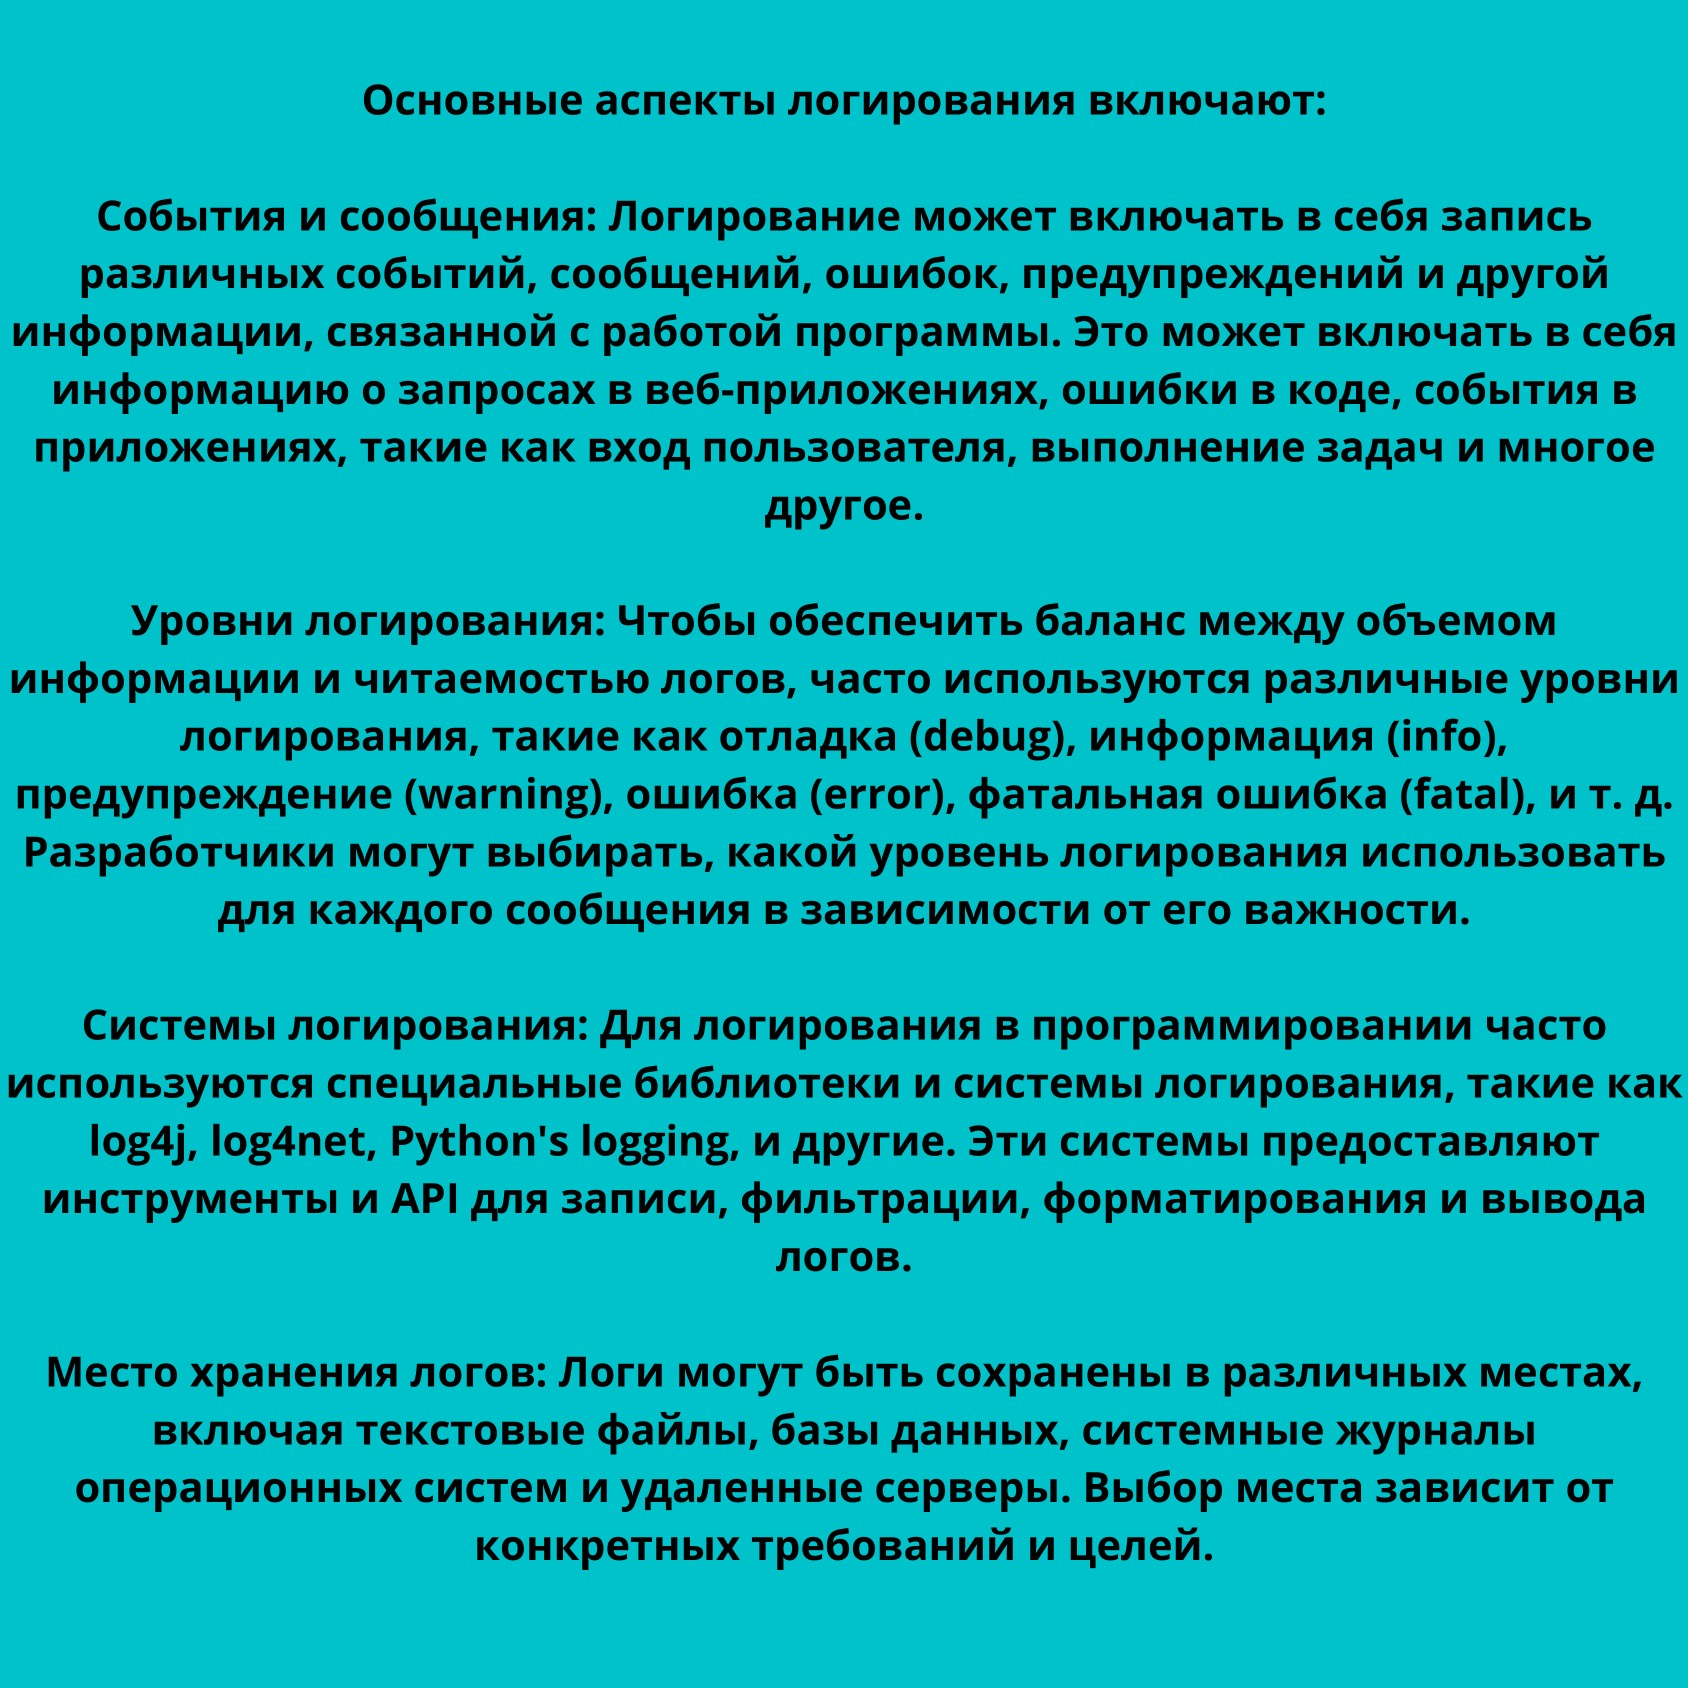 Основные аспекты логирования включают:
События и сообщения: Логирование может включать в себя запись
различных событий, сообщений, ошибок, предупреждений и другой
информации, связанной с работой программы. Это может включать в себя
информацию о запросах в веб-приложениях, ошибки в коде, события в
приложениях, такие как вход пользователя, выполнение задач и многое
другое.
Уровни логирования: Чтобы обеспечить баланс между объемом
информации и читаемостью логов, часто используются различные уровни
логирования, такие как отладка (debug), информация (info),
предупреждение (warning), ошибка (error), фатальная ошибка (fatal), и т. д.
Разработчики могут выбирать, какой уровень логирования использовать
для каждого сообщения в зависимости от его важности.
Системы логирования: Для логирования в программировании часто
используются специальные библиотеки и системы логирования, такие как
log4j, log4net, Python's logging, и другие. Эти системы предоставляют
инструменты и API для записи, фильтрации, форматирования и вывода
логов.
Место хранения логов: Логи могут быть сохранены в различных местах,
включая текстовые файлы, базы данных, системные журналы
операционных систем и удаленные серверы. Выбор места зависит от
конкретных требований и целей.